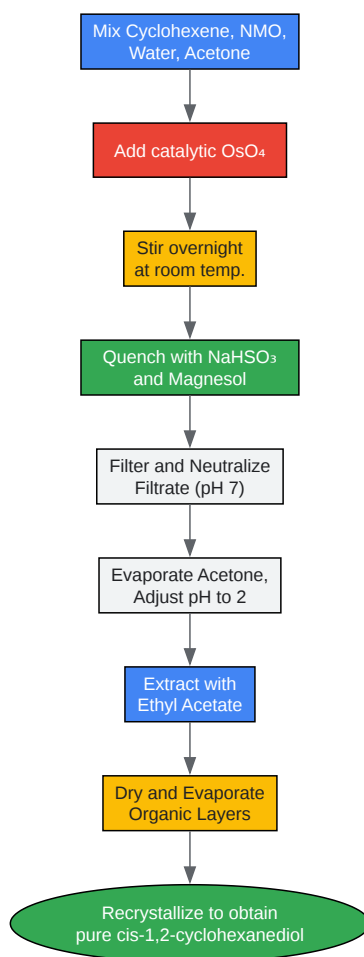 Mix Cyclohexene, NMO,
Water, Acetone
Add catalytic OsO₄
Stir overnight
at room temp.
Quench with NaHSO₃
and Magnesol
Filter and Neutralize
Filtrate (pH 7)
Evaporate Acetone,
Adjust pH to 2
Extract with
Ethyl Acetate
Dry and Evaporate
Organic Layers
Recrystallize to obtain
pure cis-1,2-cyclohexanediol